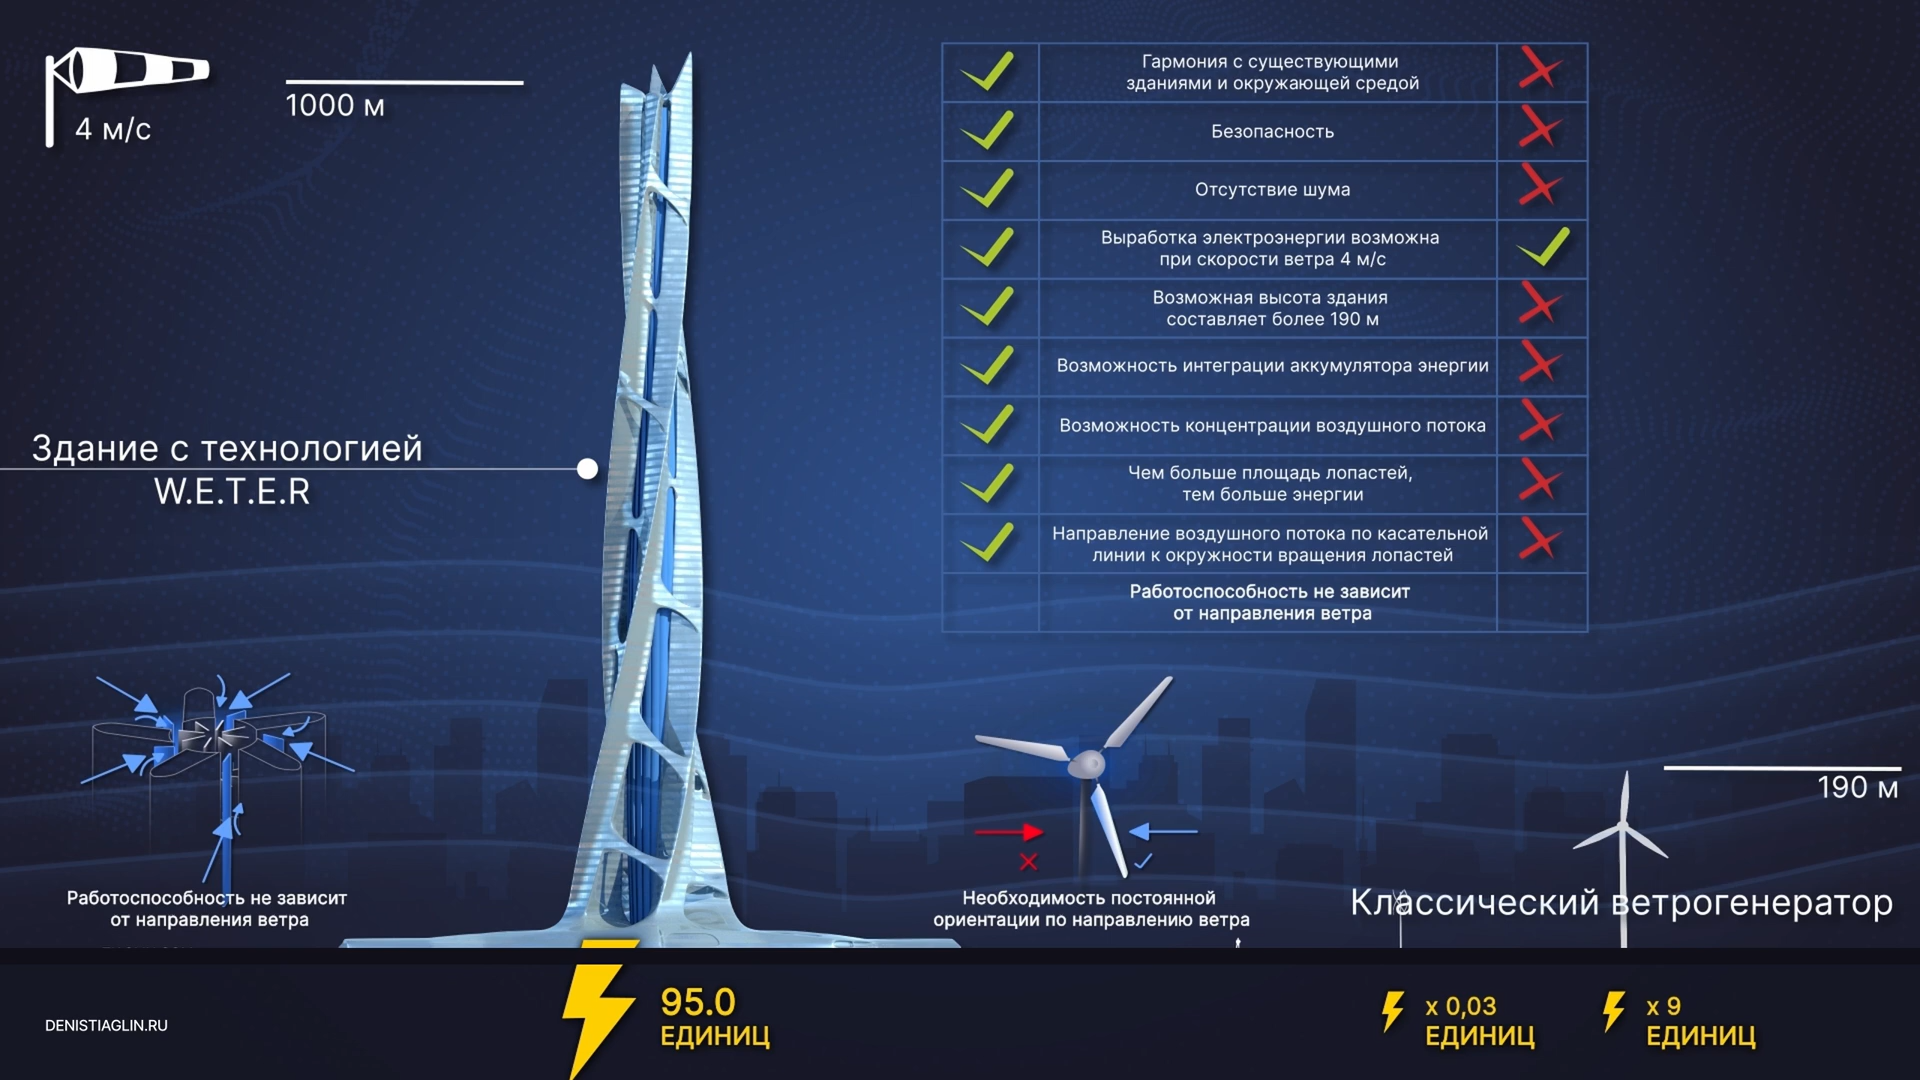 4 м/с
1000 м
Гармония с существующими
зданиями и окружающей средой
Безопасность
Отсутствие шума
Выработка электроэнергии возможна
при скорости ветра 4 м/с
Возможная высота здания
составляет более 190 м
Возможность интеграции аккумулятора энергии
Возможность концентрации воздушного потока
Чем больше площадь лопастей,
тем больше энергии
Направление воздушного потока по касательной
линии к окружности вращения лопастей
Работоспособность не зависит
от направления ветра
Здание с технологией
W.E.T.E.R
Работоспособность не зависит
от направления ветра
Необходимость постоянной
ориентации по направлению ветра
190 м
Классический ветрогенератор
DENISTIAGLIN.RU
95.0
ЕДИНИЦ
x 0,03
ЕДИНИЦ
x 9
ЕДИНИЦ